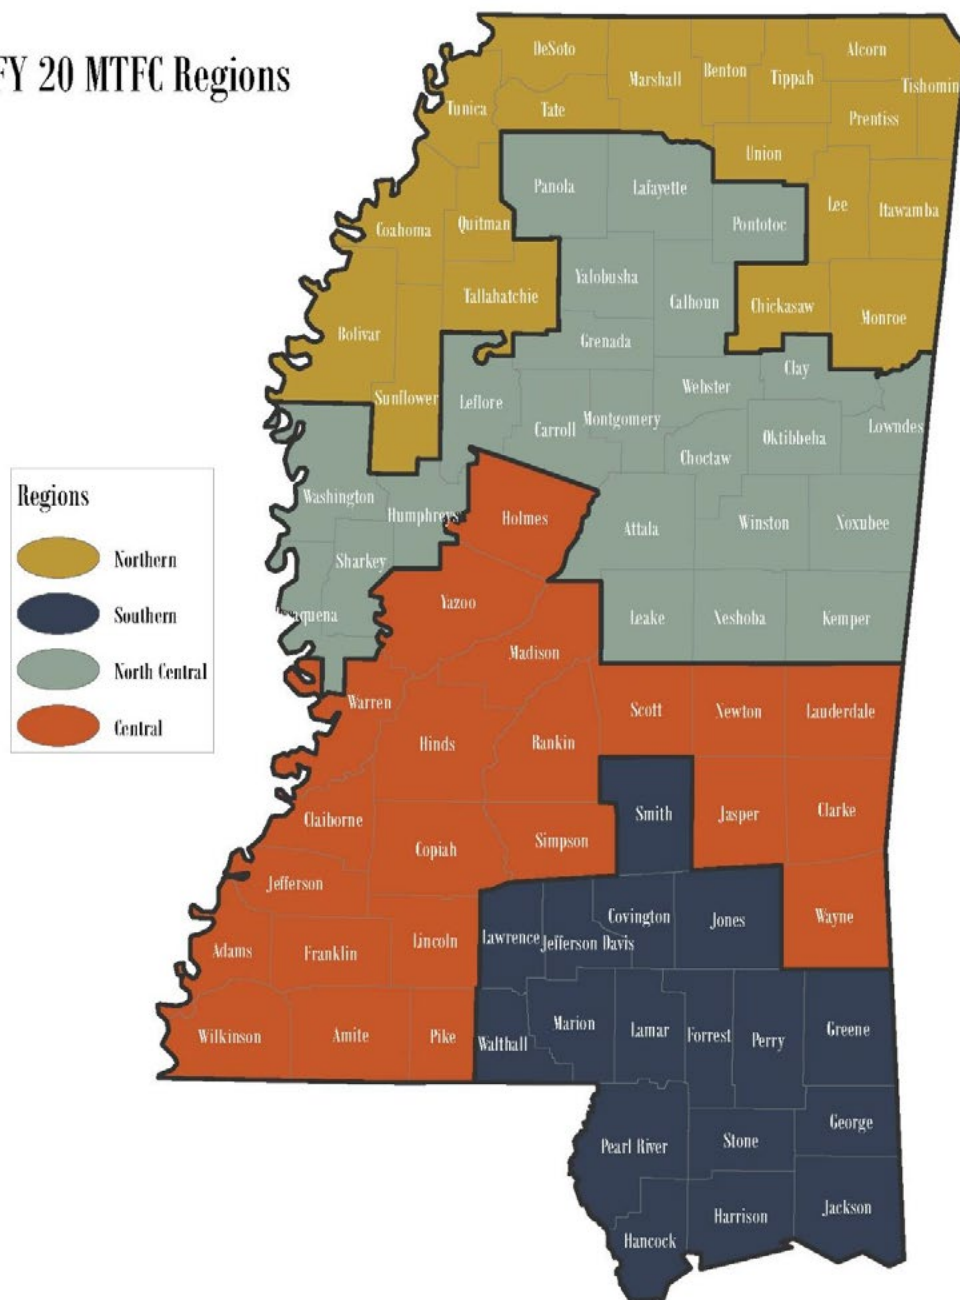 FY 20 MTFC Regions
DeSoto
Alcorn
Marshall
Benton
Tippah
Tishomin
Tunica
Tate
Prentiss
Union
Panola
Lafayette
Lee
Itawamba
Coahoma
Quitman
Pontotoc
Yalobusha
Tallahatchie
Calhoun
Chickasaw
Monroe
Bolivar
Grenada
Clay
Webster
Sunflower
Leflore
Montgomery
Carroll
Lowndes
Oktibbeha
Choctaw
Regions
Washington
Humphreys
Holmes
Attala
Winston
Noxubee
Northern
Sharkey
Yazoo
Southern
aquena
Leake
Neshoba
Kemper
Madison
North Central
Warren
Scott
Newton
Lauderdale
Central
Hinds
Rankin
Claiborne
Smith
Jasper
Clarke
Copiah
Simpson
Jefferson
Covington
Jones
Wayne
Lawrence
Jefferson Davis
Lincoln
Adams
Franklin
Wilkinson
Amite
Pike
Walthall
Marion
Lamar
Forrest
Perry
Greene
George
Pearl River
Stone
Jackson
Harrison
Hancock